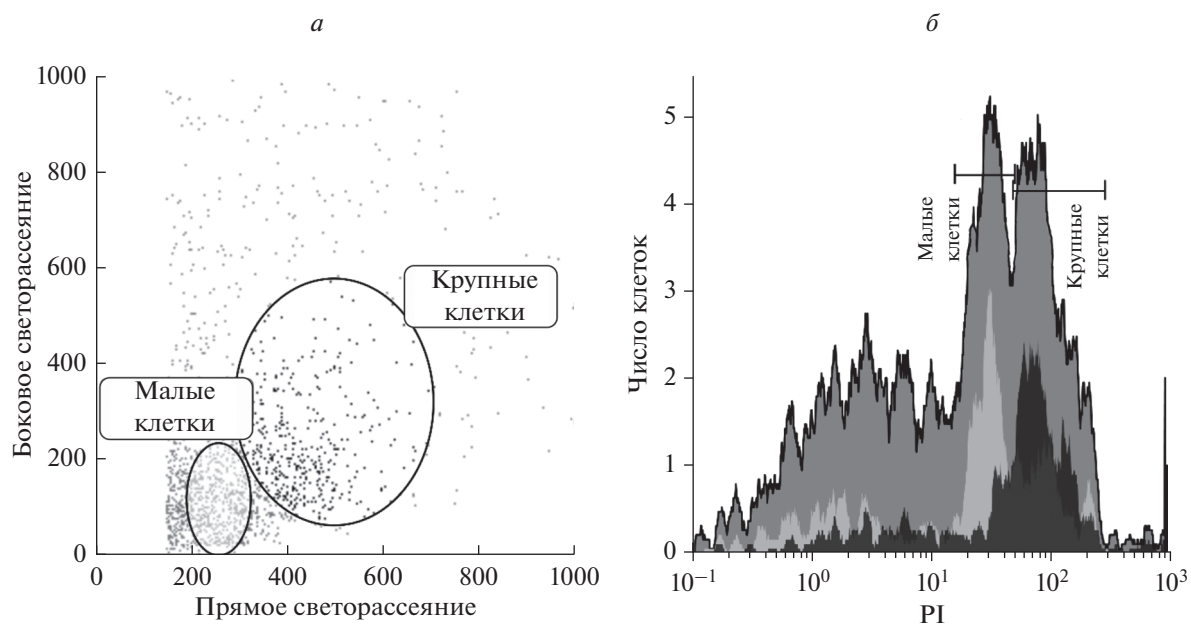 а
1000
800
600
400
200
0
Боковое светорассеяние
Крупные
клетки
Малые
клетки
0
200
400
600
800
1000
Прямое светорассеяние
б
5
4
3
2
1
0
Число клеток
Малые
клетки
Крупные
клетки
10⁻¹
10⁰
10¹
10²
10³
PI